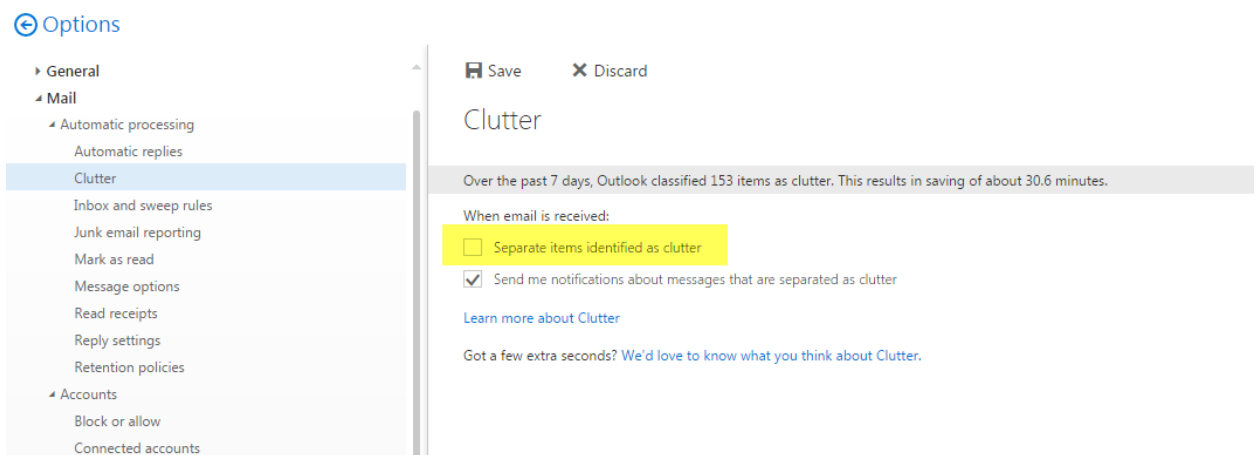 Options
General
Mail
Automatic processing
Automatic replies
Clutter
Inbox and sweep rules
Junk email reporting
Mark as read
Message options
Read receipts
Reply settings
Retention policies
Accounts
Block or allow
Connected accounts
Save Discard
Clutter
Over the past 7 days, Outlook classified 153 items as clutter. This results in saving of about 30.6 minutes.
When email is received:
Separate items identified as clutter
Send me notifications about messages that are separated as clutter
Learn more about Clutter
Got a few extra seconds? We'd love to know what you think about Clutter.